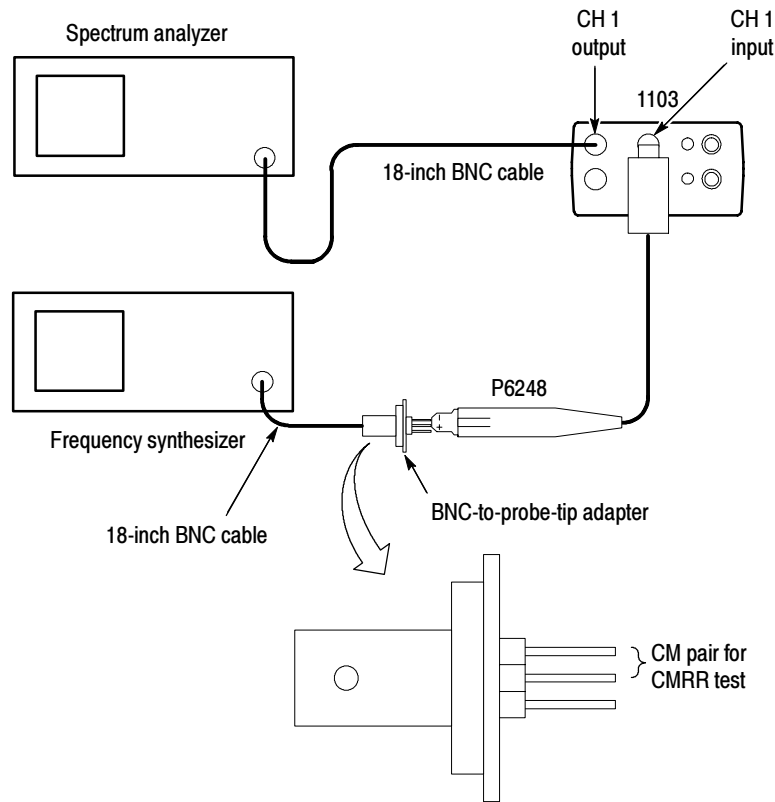 Spectrum analyzer
CH 1
output
CH 1
input
1103
18-inch BNC cable
P6248
+
Frequency synthesizer
BNC-to-probe-tip adapter
18-inch BNC cable
CM pair for
CMRR test